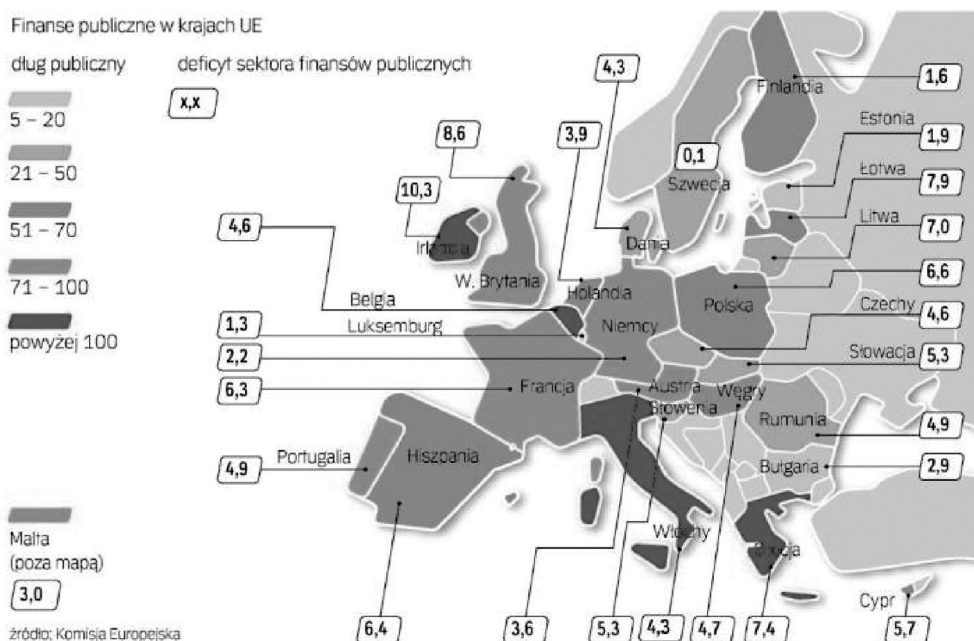 Finanse publiczne w krajach UE
dług publiczny
deficyt sektora finansów publicznych
x,x
5 – 20
21 – 50
51 – 70
71 – 100
powyżej 100
4,3
Finlandia
1,6
Estonia
1,9
8,6
3,9
0,1
Szwecja
Łotwa
7,9
10,3
4,6
Irlandia
Dania
Litwa
7,0
W. Brytania
Holandia
6,6
Belgia
Polska
Czechy
4,6
1,3
Luksemburg
Niemcy
2,2
Słowacja
5,3
6,3
Francja
Austria
Węgry
Słowenia
Rumunia
4,9
Portugalia
4,9
Hiszpania
Bułgaria
2,9
Włochy
Grecja
Malta
(poza mapą)
3,0
Cypr
źródło: Komisja Europejska
6,4
3,6
5,3
4,3
4,7
7,4
5,7